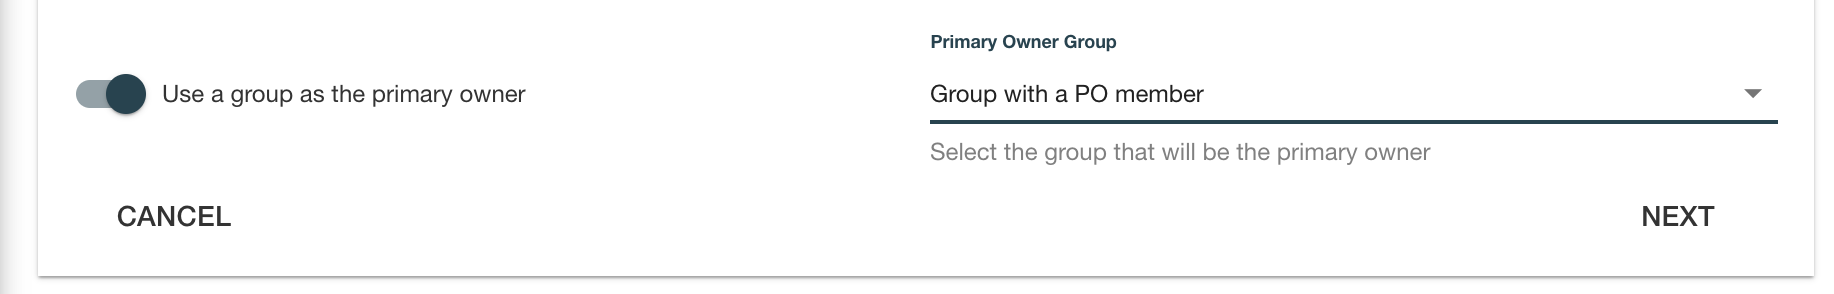 Primary Owner Group
Use a group as the primary owner
Group with a PO member
Select the group that will be the primary owner
CANCEL
NEXT